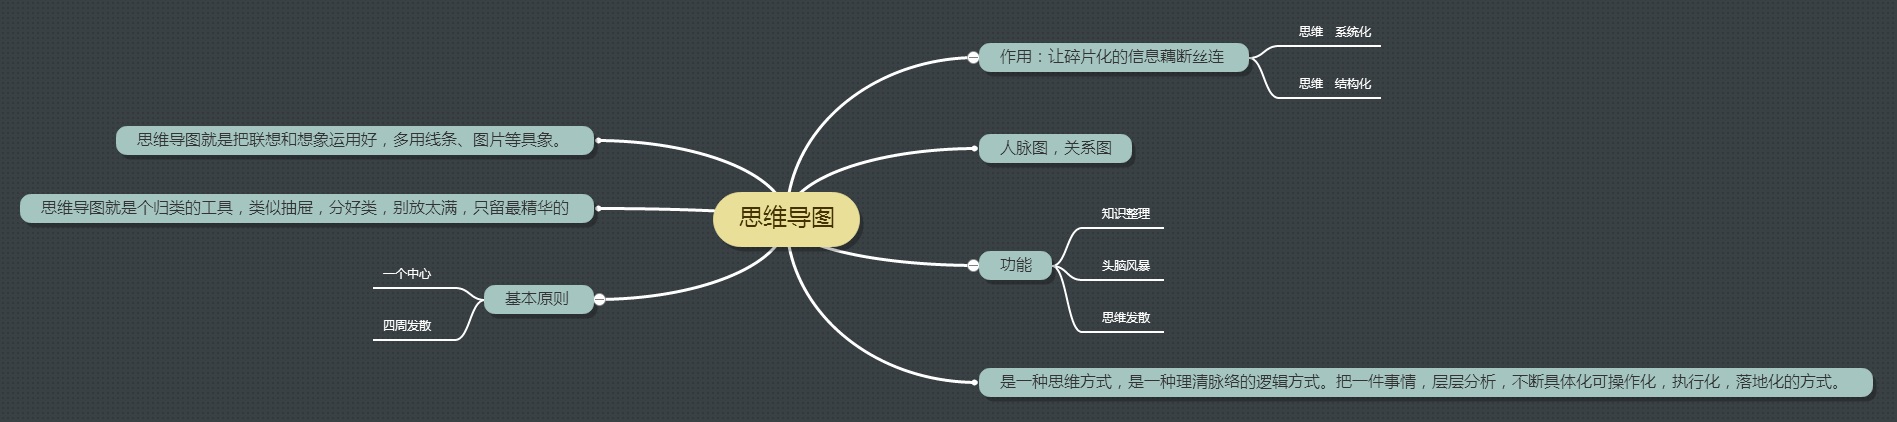 思维导图
作用：让碎片化的信息藕断丝连
思维 系统化
思维 结构化
人脉图，关系图
功能
知识整理
头脑风暴
思维发散
是一种思维方式，是一种理清脉络的逻辑方式。把一件事情，层层分析，不断具体化可操作化，执行化，落地化的方式。
思维导图就是把联想和想象运用好，多用线条、图片等具象。
思维导图就是个归类的工具，类似抽屉，分好类，别放太满，只留最精华的
基本原则
一个中心
四周发散